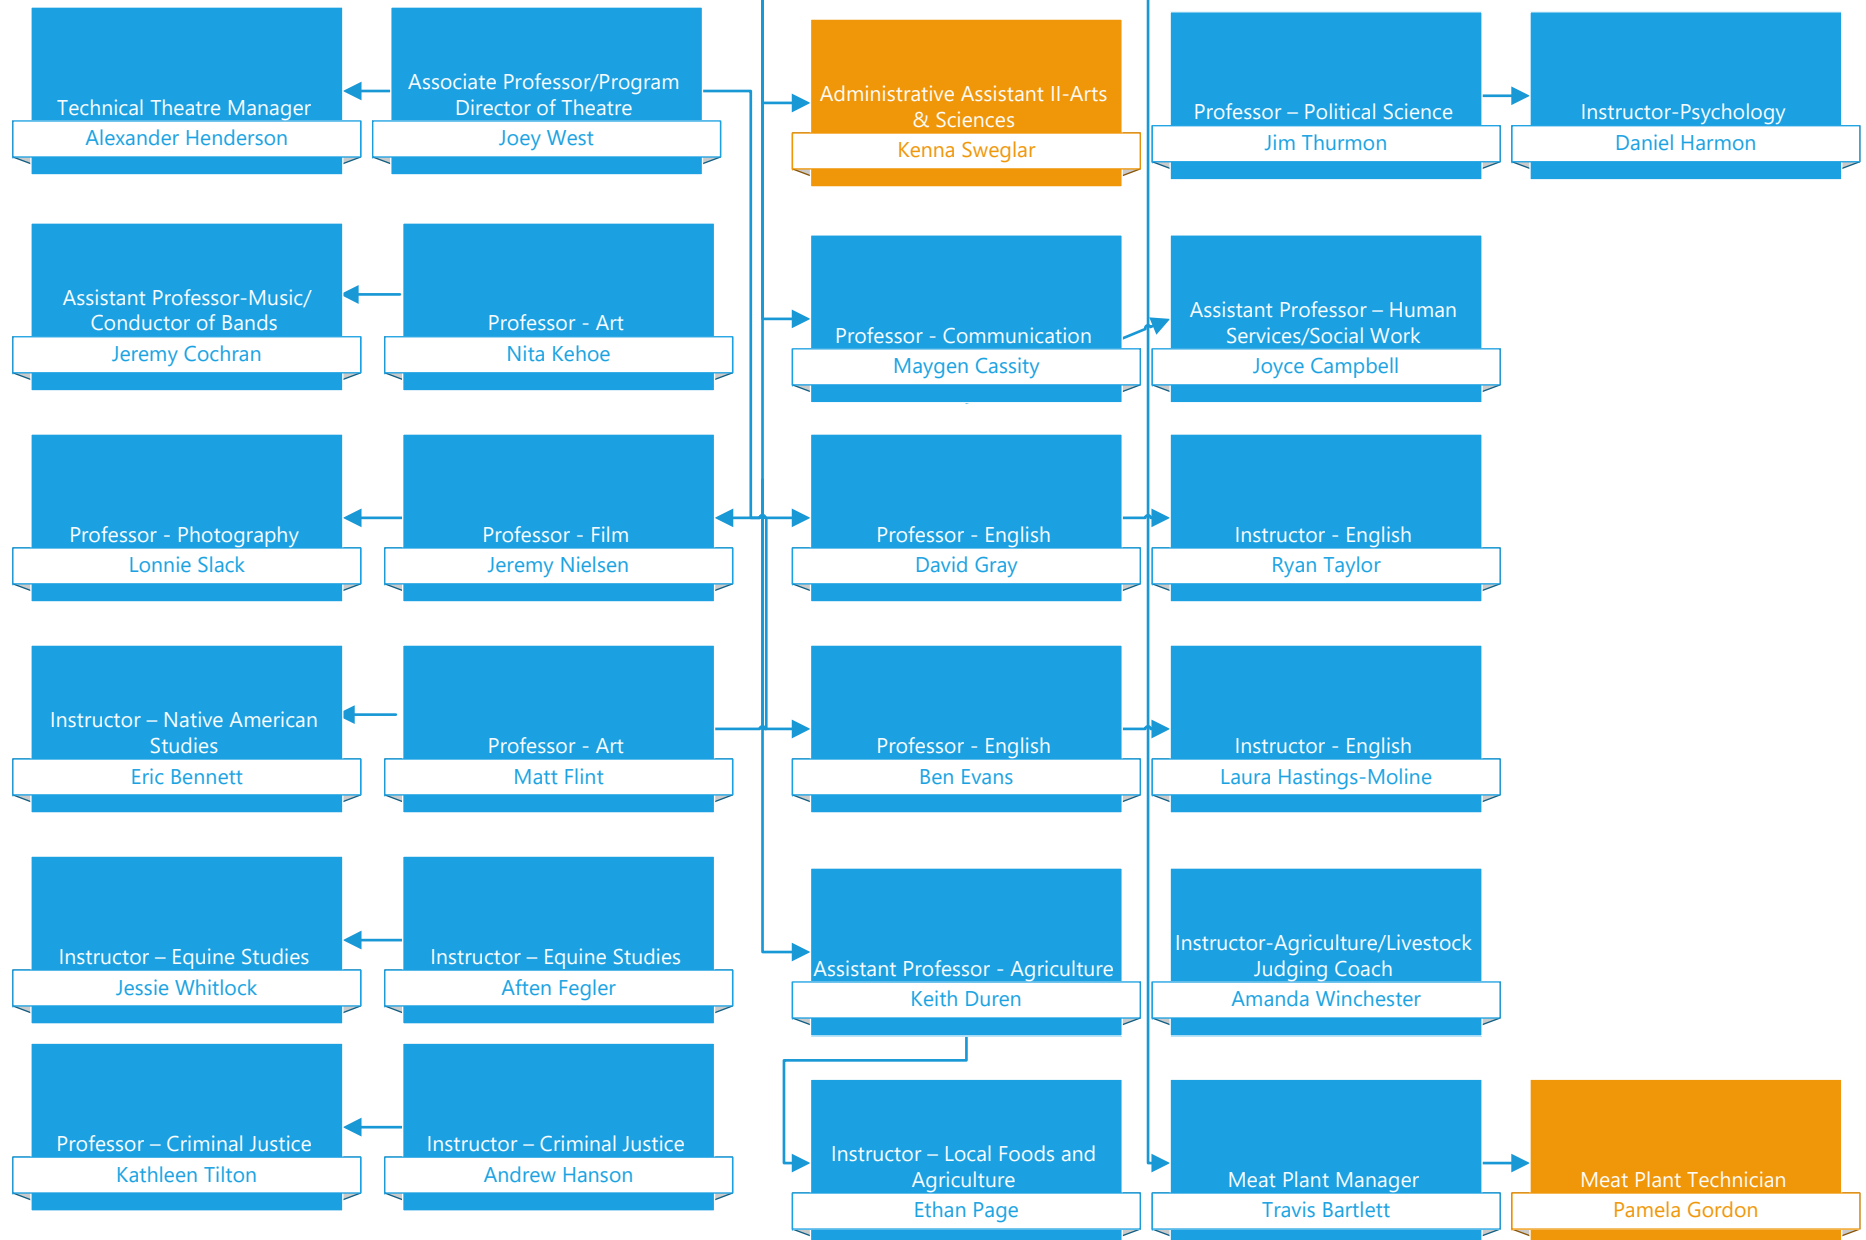 Technical Theatre Manager
Alexander Henderson
Associate Professor/Program
Director of Theatre
Joey West
Administrative Assistant II-Arts
& Sciences
Kenna Sweglar
Professor – Political Science
Jim Thurmon
Instructor-Psychology
Daniel Harmon
Assistant Professor-Music/
Conductor of Bands
Jeremy Cochran
Professor - Art
Nita Kehoe
Professor - Communication
Maygen Cassity
Assistant Professor – Human
Services/Social Work
Joyce Campbell
Professor - Photography
Lonnie Slack
Professor - Film
Jeremy Nielsen
Professor - English
David Gray
Instructor - English
Ryan Taylor
Instructor – Native American
Studies
Eric Bennett
Professor - Art
Matt Flint
Professor - English
Ben Evans
Instructor - English
Laura Hastings-Moline
Instructor – Equine Studies
Jessie Whitlock
Instructor – Equine Studies
Aften Fegler
Assistant Professor - Agriculture
Keith Duren
Instructor-Agriculture/Livestock
Judging Coach
Amanda Winchester
Professor – Criminal Justice
Kathleen Tilton
Instructor – Criminal Justice
Andrew Hanson
Instructor – Local Foods and
Agriculture
Ethan Page
Meat Plant Manager
Travis Bartlett
Meat Plant Technician
Pamela Gordon